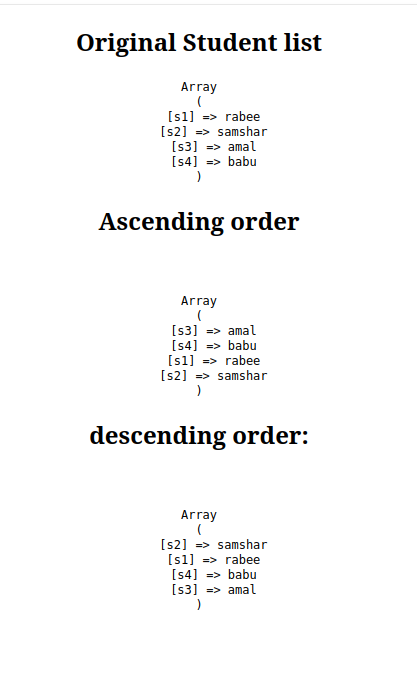 Original Student list
Array
(
[s1] => rabee
[s2] => samshar
[s3] => amal
[s4] => babu
)
Ascending order
Array
(
[s3] => amal
[s4] => babu
[s1] => rabee
[s2] => samshar
)
descending order:
Array
(
[s2] => samshar
[s1] => rabee
[s4] => babu
[s3] => amal
)